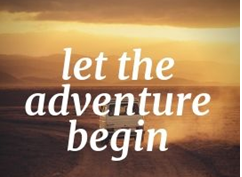 let the
adventure
begin